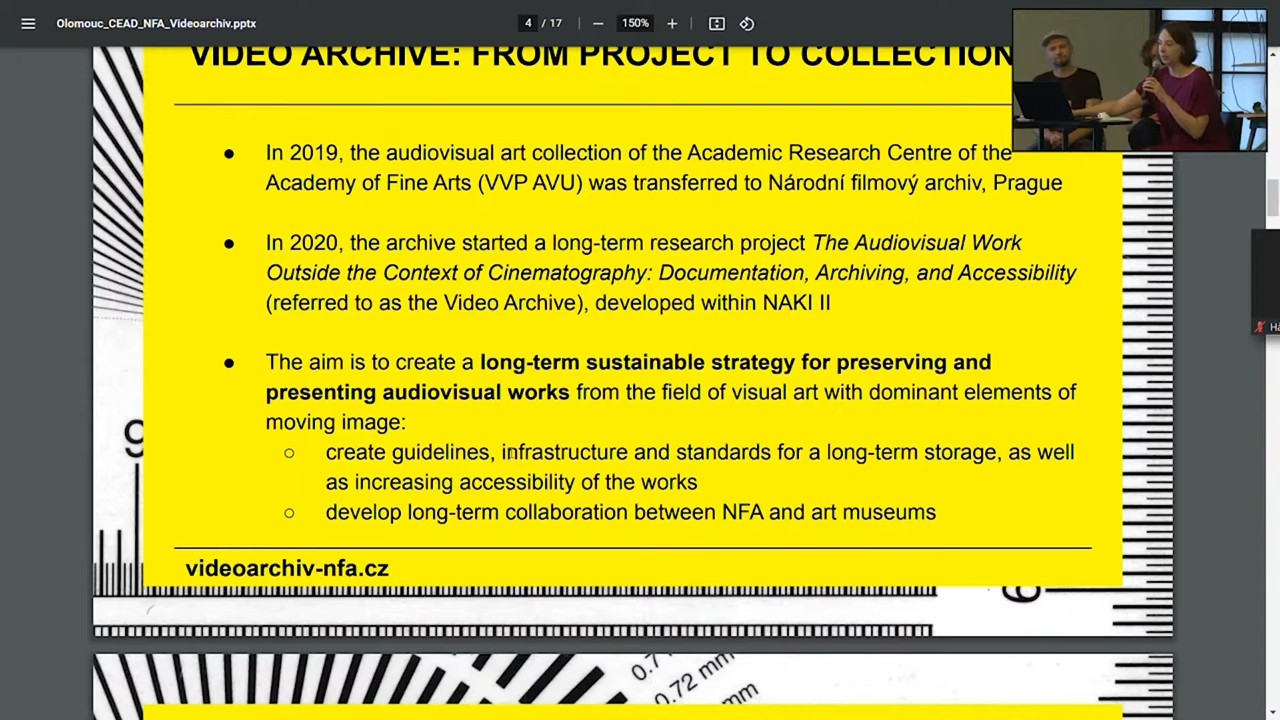 Olomouc_CEAD_NFA_Videoarchiv.pptx
4 / 17
150%
VIDEO ARCHIVE: FROM PROJECT TO COLLECTION
● In 2019, the audiovisual art collection of the Academic Research Centre of the
Academy of Fine Arts (VVP AVU) was transferred to Národní filmový archiv, Prague
● In 2020, the archive started a long-term research project The Audiovisual Work
Outside the Context of Cinematography: Documentation, Archiving, and Accessibility
(referred to as the Video Archive), developed within NAKI II
● The aim is to create a long-term sustainable strategy for preserving and
presenting audiovisual works from the field of visual art with dominant elements of
moving image:
○ create guidelines, infrastructure and standards for a long-term storage, as well
as increasing accessibility of the works
○ develop long-term collaboration between NFA and art museums
videoarchiv-nfa.cz
9
6
0.72 mm
mm